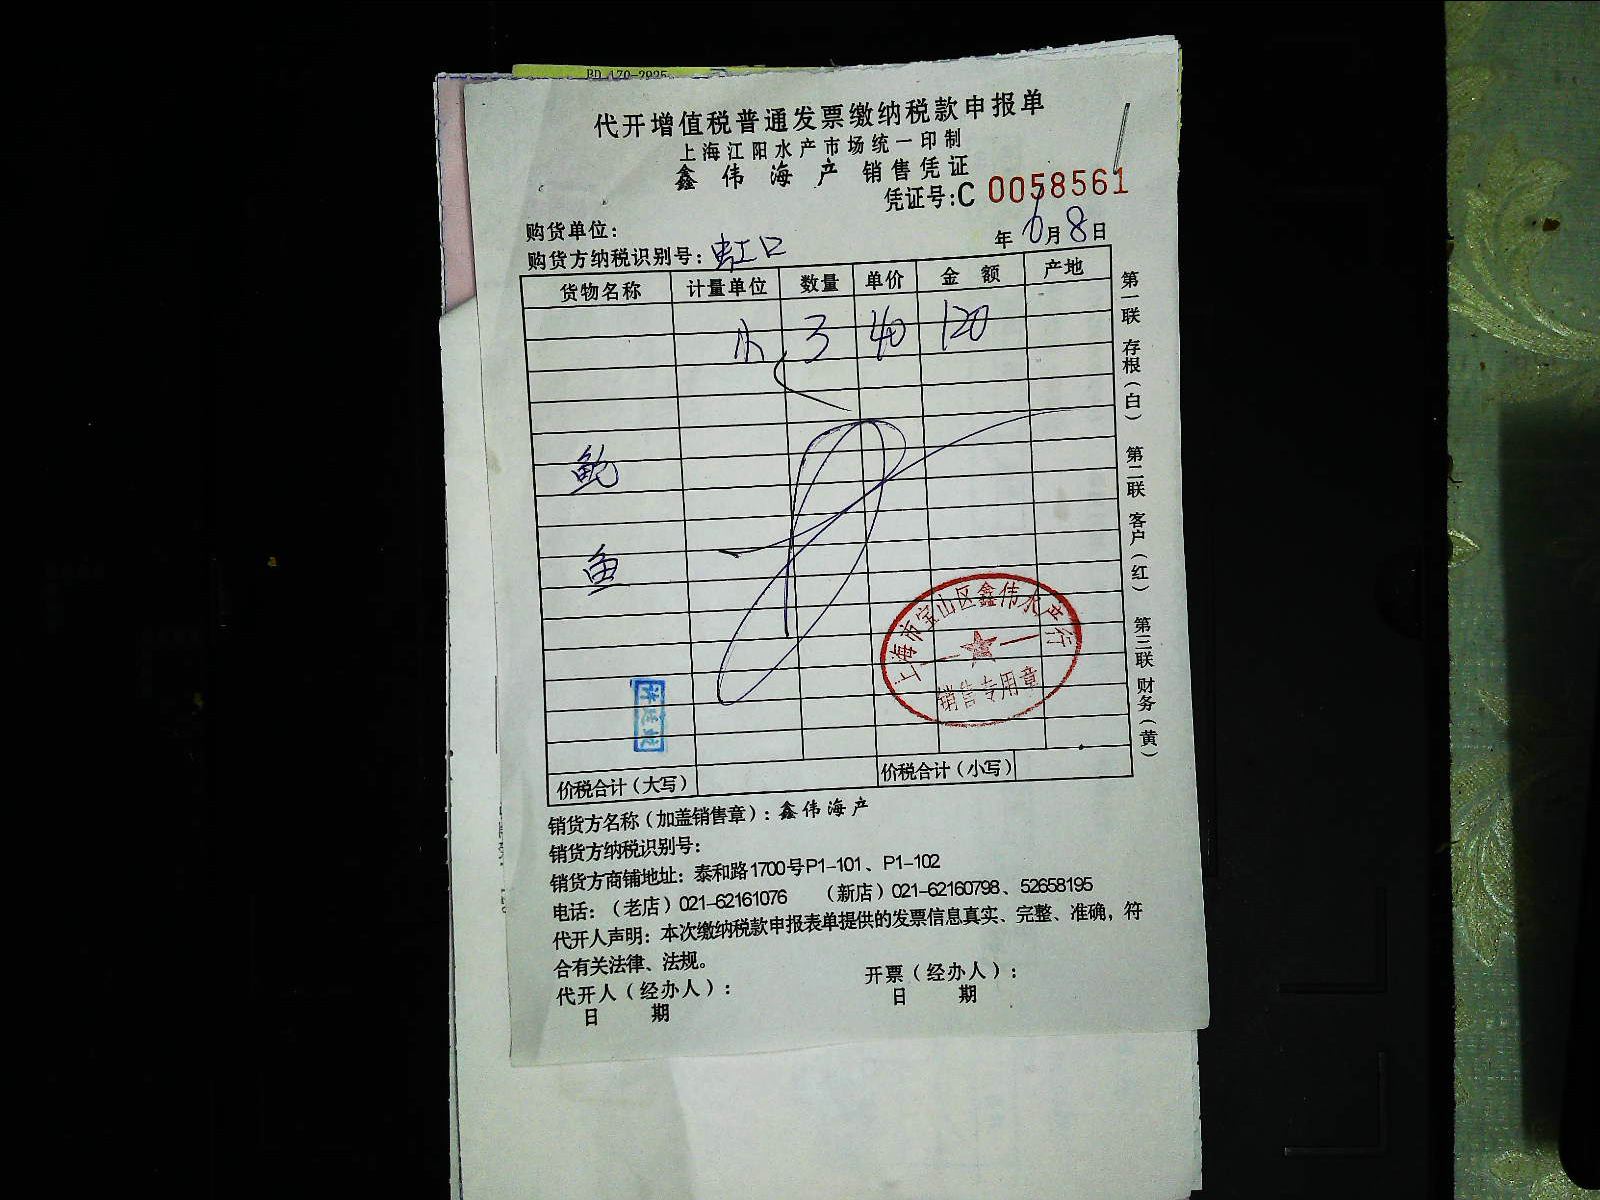 BD 170-2925
代开增值税普通发票缴纳税款申报单
上海江阳水产市场统一印制
鑫伟海产 销售凭证
凭证号:C 0058561
购货单位:
年 6月8日
购货方纳税识别号: 虹口
货物名称 计量单位 数量 单价 金额 产地
小 3 40 120
鲍
鱼
上海市宝山区鑫伟水产行
销售专用章
价税合计(大写) 价税合计(小写)
第一联 存根(白) 第二联 客户(红) 第三联 财务(黄)
销货方名称(加盖销售章): 鑫伟海产
销货方纳税识别号:
销货方商铺地址: 泰和路1700号P1-101、P1-102
电话:(老店)021-62161076 (新店)021-62160798、52658195
代开人声明: 本次缴纳税款申报表单提供的发票信息真实、完整、准确, 符
合有关法律、法规。
代开人(经办人): 开票(经办人):
日 期 日 期